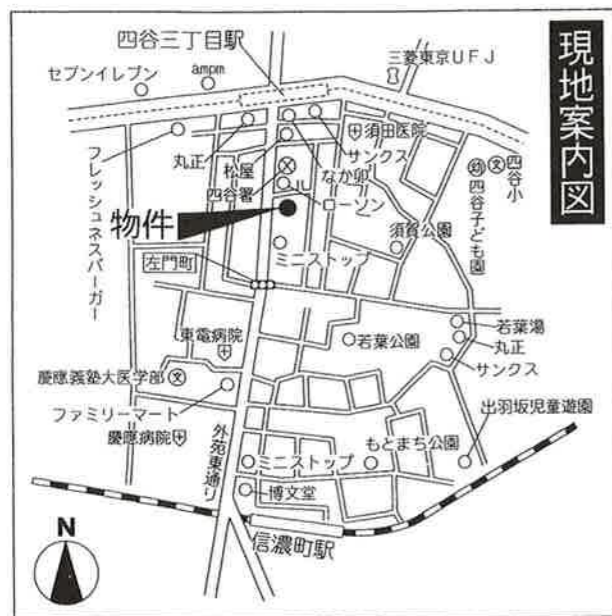 現地案内図
四谷三丁目駅
三菱東京UFJ
セブンイレブン
ampm
須田医院
サンクス
なか卯
丸正
松屋
四谷署
ローソン
物件
フレッシュネスバーガー
四谷小
四谷子ども園
須賀公園
ミニストップ
左門町
東電病院
若葉公園
若葉湯
丸正
サンクス
慶應義塾大医学部
ファミリーマート
慶應病院
外苑東通り
出羽坂児童遊園
もとまち公園
ミニストップ
博文堂
信濃町駅
N
文
幼
文